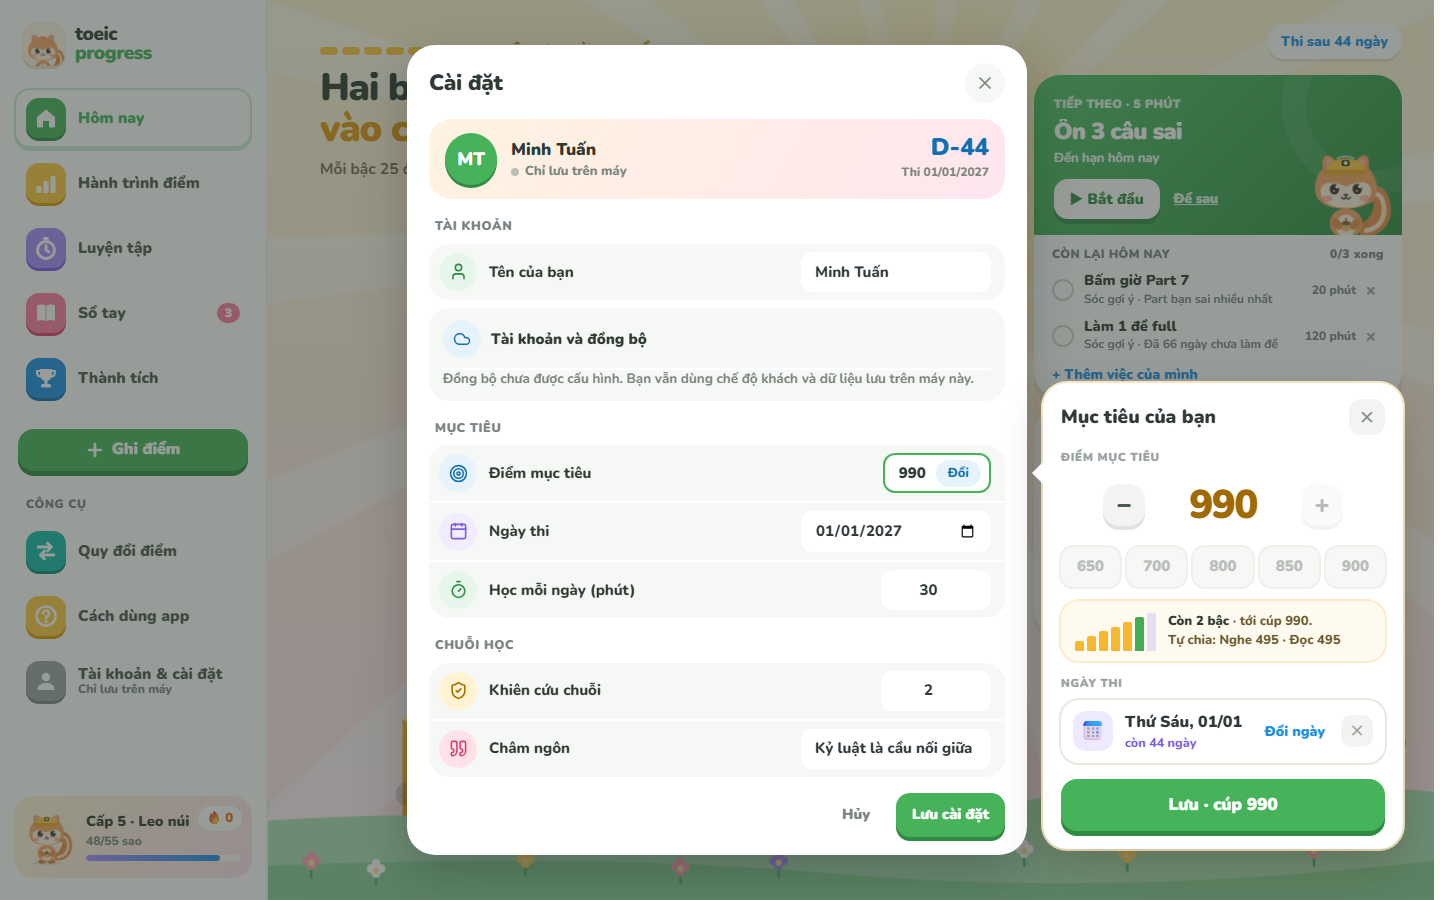 toeic
progress
Hôm nay
Hành trình điểm
Luyện tập
Sổ tay
3
Thành tích
+ Ghi điểm
CÔNG CỤ
Quy đổi điểm
Cách dùng app
Tài khoản & cài đặt
Chỉ lưu trên máy
Cấp 5 · Leo núi
0
48/55 sao
Hai b
vào c
Mỗi bậc 25 đ
Cài đặt
MT
Minh Tuấn
Chỉ lưu trên máy
D-44
Thi 01/01/2027
TÀI KHOẢN
Tên của bạn
Minh Tuấn
Tài khoản và đồng bộ
Đồng bộ chưa được cấu hình. Bạn vẫn dùng chế độ khách và dữ liệu lưu trên máy này.
MỤC TIÊU
Điểm mục tiêu
990
Đổi
Ngày thi
01/01/2027
Học mỗi ngày (phút)
30
CHUỖI HỌC
Khiên cứu chuỗi
2
Châm ngôn
Kỷ luật là cầu nối giữa
Hủy
Lưu cài đặt
Thi sau 44 ngày
TIẾP THEO · 5 PHÚT
Ôn 3 câu sai
Đến hạn hôm nay
Bắt đầu
Để sau
CÒN LẠI HÔM NAY
0/3 xong
Bấm giờ Part 7
Sóc gợi ý · Part bạn sai nhiều nhất
20 phút
Làm 1 đề full
Sóc gợi ý · Đã 66 ngày chưa làm đề
120 phút
+ Thêm việc của mình
Mục tiêu của bạn
ĐIỂM MỤC TIÊU
990
650
700
800
850
900
Còn 2 bậc · tới cúp 990.
Tự chia: Nghe 495 · Đọc 495
NGÀY THI
Thứ Sáu, 01/01
còn 44 ngày
Đổi ngày
Lưu · cúp 990